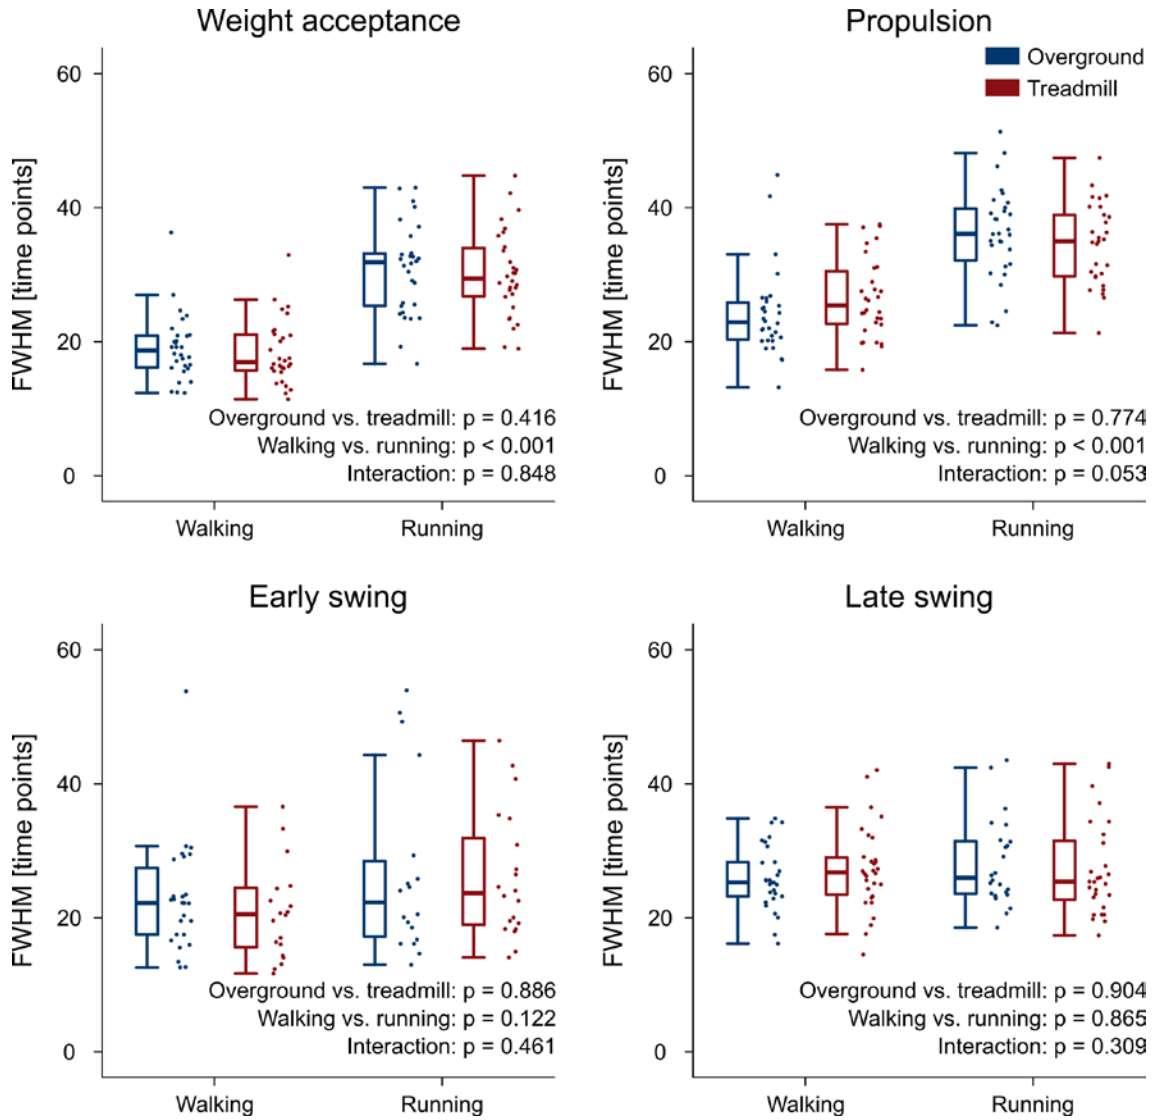 Weight acceptance
FWHM [time points]
60
40
20
0
Overground vs. treadmill: p = 0.416
Walking vs. running: p < 0.001
Interaction: p = 0.848
Walking
Running
Propulsion
Overground
Treadmill
FWHM [time points]
60
40
20
0
Overground vs. treadmill: p = 0.774
Walking vs. running: p < 0.001
Interaction: p = 0.053
Walking
Running
Early swing
FWHM [time points]
60
40
20
0
Overground vs. treadmill: p = 0.886
Walking vs. running: p = 0.122
Interaction: p = 0.461
Walking
Running
Late swing
FWHM [time points]
60
40
20
0
Overground vs. treadmill: p = 0.904
Walking vs. running: p = 0.865
Interaction: p = 0.309
Walking
Running